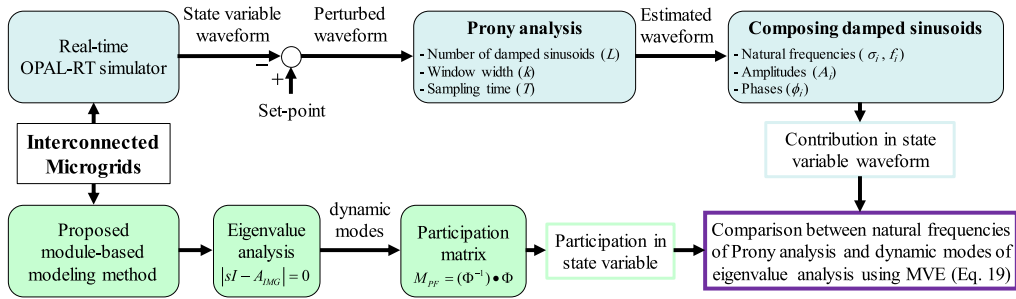 Real-time
OPAL-RT simulator
State variable
waveform
−
+
Set-point
Perturbed
waveform
Prony analysis
- Number of damped sinusoids (L)
- Window width (k)
- Sampling time (T)
Estimated
waveform
Composing damped sinusoids
- Natural frequencies ( σᵢ , fᵢ)
- Amplitudes (Aᵢ)
- Phases (ϕᵢ)
Interconnected
Microgrids
Contribution in state
variable waveform
Proposed
module-based
modeling method
Eigenvalue
analysis
|sI − A_IMG| = 0
dynamic
modes
Participation
matrix
M_PF = (Φ⁻¹) • Φ
Participation in
state variable
Comparison between natural frequencies
of Prony analysis and dynamic modes of
eigenvalue analysis using MVE (Eq. 19)